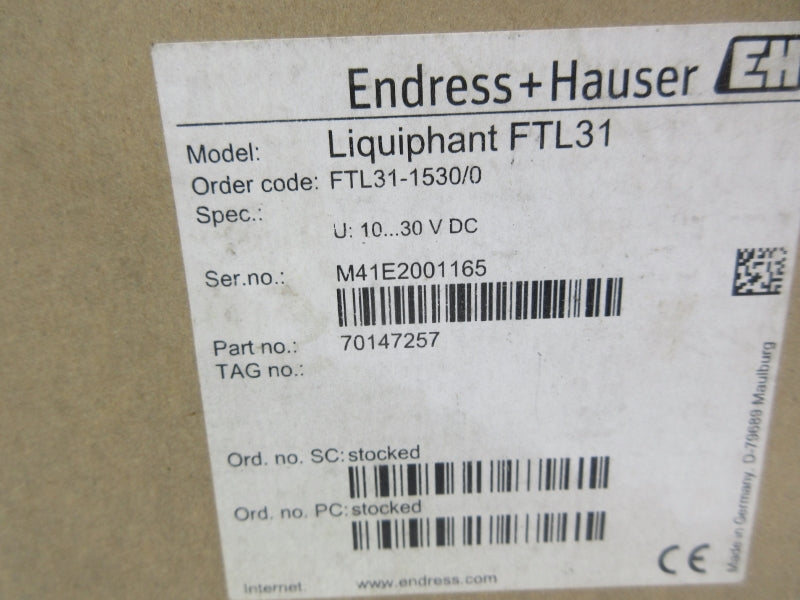 Endress+Hauser EH
Model: Liquiphant FTL31
Order code: FTL31-1530/0
Spec.:
U: 10...30 V DC
Ser.no.: M41E2001165
Part no.: 70147257
TAG no.:
Ord. no. SC: stocked
Ord. no. PC: stocked
CE
Internet: www.endress.com
Made in Germany. D-79689 Maulburg